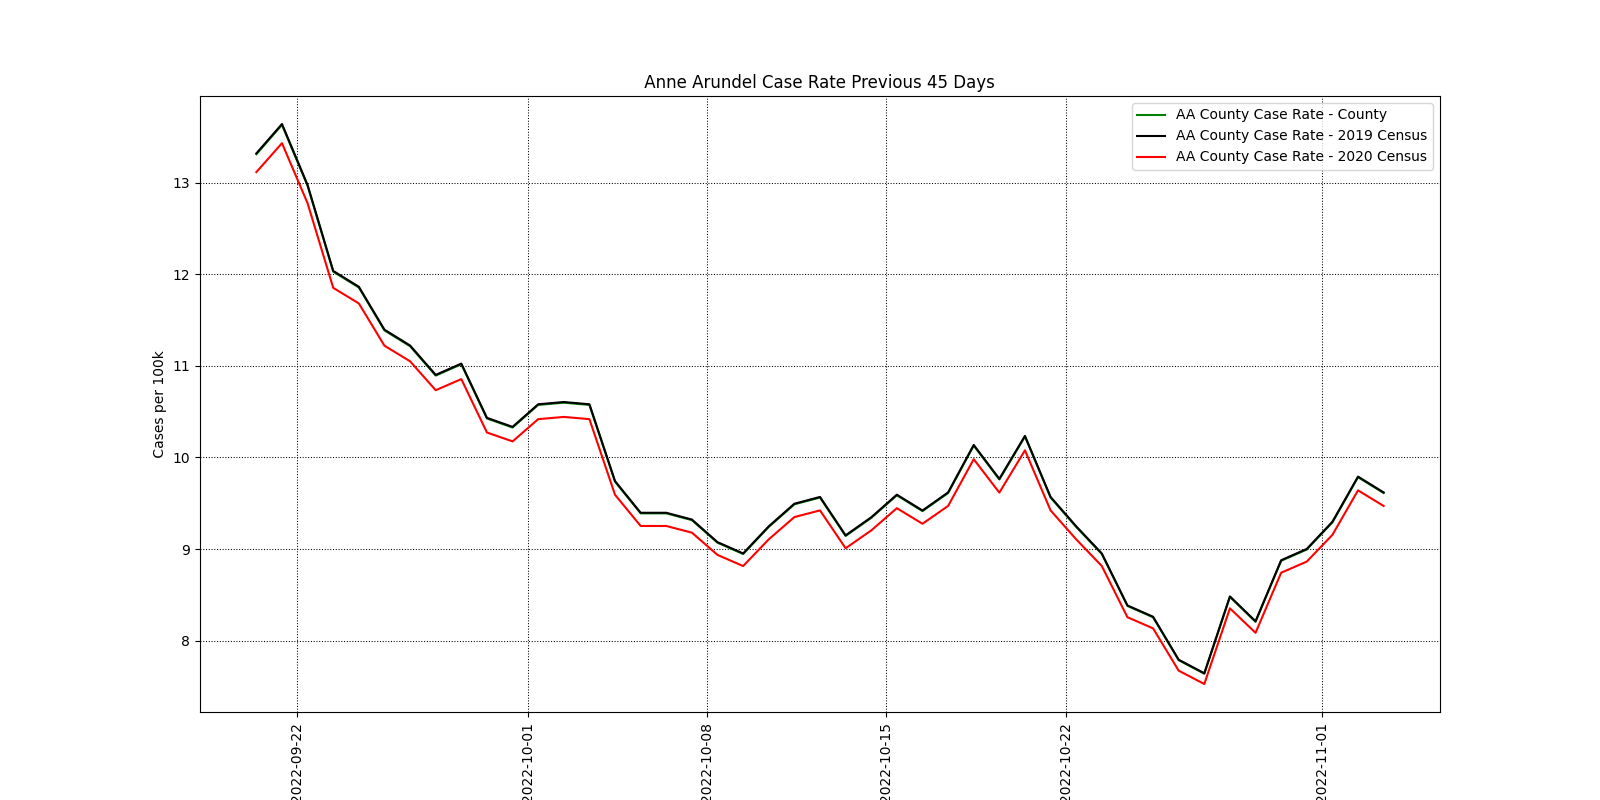 Anne Arundel Case Rate Previous 45 Days
AA County Case Rate - County
AA County Case Rate - 2019 Census
AA County Case Rate - 2020 Census
Cases per 100k
13
12
11
10
9
8
2022-09-22
2022-10-01
2022-10-08
2022-10-15
2022-10-22
2022-11-01